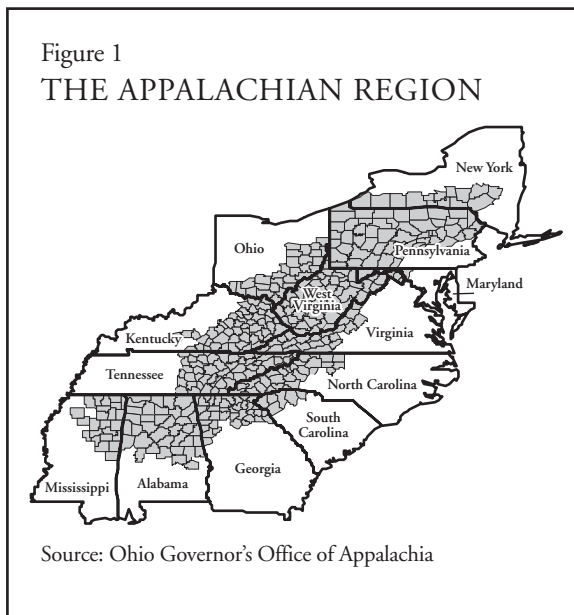 Figure 1
THE APPALACHIAN REGION
New York
Ohio
Pennsylvania
West
Virginia
Maryland
Kentucky
Virginia
Tennessee
North Carolina
South
Carolina
Mississippi
Alabama
Georgia
Source: Ohio Governor's Office of Appalachia